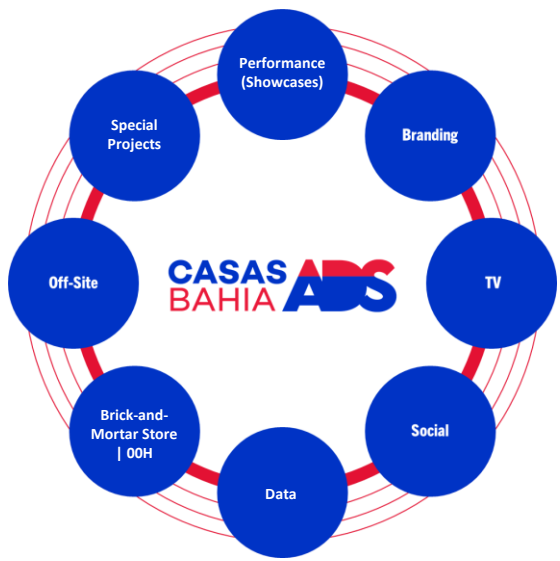 Performance
(Showcases)
Branding
TV
Social
Data
Brick-and-
Mortar Store
| 00H
Off-Site
Special
Projects
CASAS
BAHIA
ADS